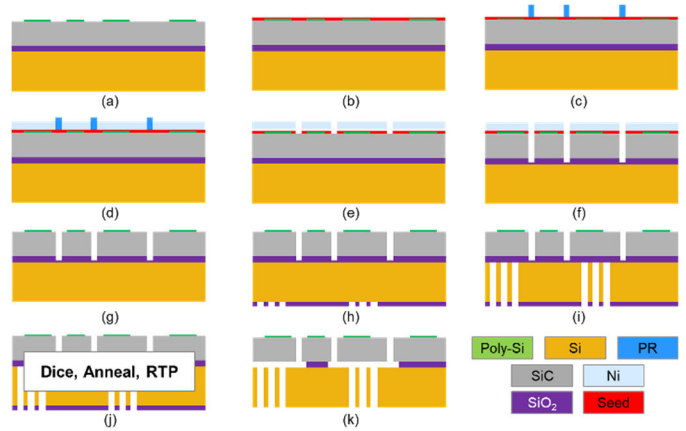 (a)
(b)
(c)
(d)
(e)
(f)
(g)
(h)
(i)
Dice, Anneal, RTP
(j)
(k)
Poly-Si
Si
PR
SiC
Ni
SiO₂
Seed